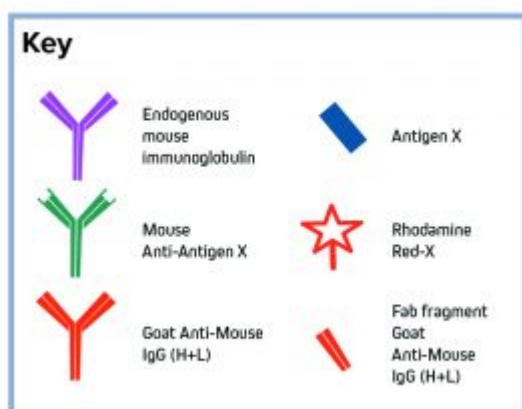 Key
Endogenous
mouse
immunoglobulin
Antigen X
Mouse
Anti-Antigen X
Rhodamine
Red-X
Goat Anti-Mouse
IgG (H+L)
Fab fragment
Goat
Anti-Mouse
IgG (H+L)